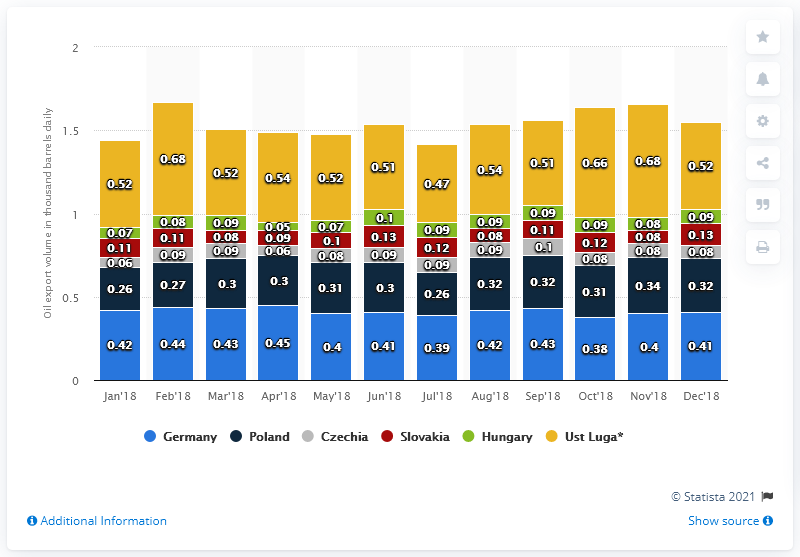 2
1.5
1
0.5
0
Oil export volume in thousand barrels daily
0.52 0.68 0.52 0.54 0.52 0.51 0.47 0.54 0.51 0.66 0.68 0.52
0.07 0.08 0.09 0.05 0.07 0.1 0.09 0.09 0.09 0.09 0.08 0.09
0.11 0.11 0.08 0.09 0.1 0.13 0.12 0.08 0.11 0.12 0.08 0.13
0.06 0.09 0.09 0.06 0.08 0.09 0.09 0.09 0.1 0.08 0.08 0.08
0.26 0.27 0.3 0.3 0.31 0.3 0.26 0.32 0.32 0.31 0.34 0.32
0.42 0.44 0.43 0.45 0.4 0.41 0.39 0.42 0.43 0.38 0.4 0.41
Jan'18 Feb'18 Mar'18 Apr'18 May'18 Jun'18 Jul'18 Aug'18 Sep'18 Oct'18 Nov'18 Dec'18
Germany Poland Czechia Slovakia Hungary Ust Luga*
© Statista 2021
Additional Information Show source